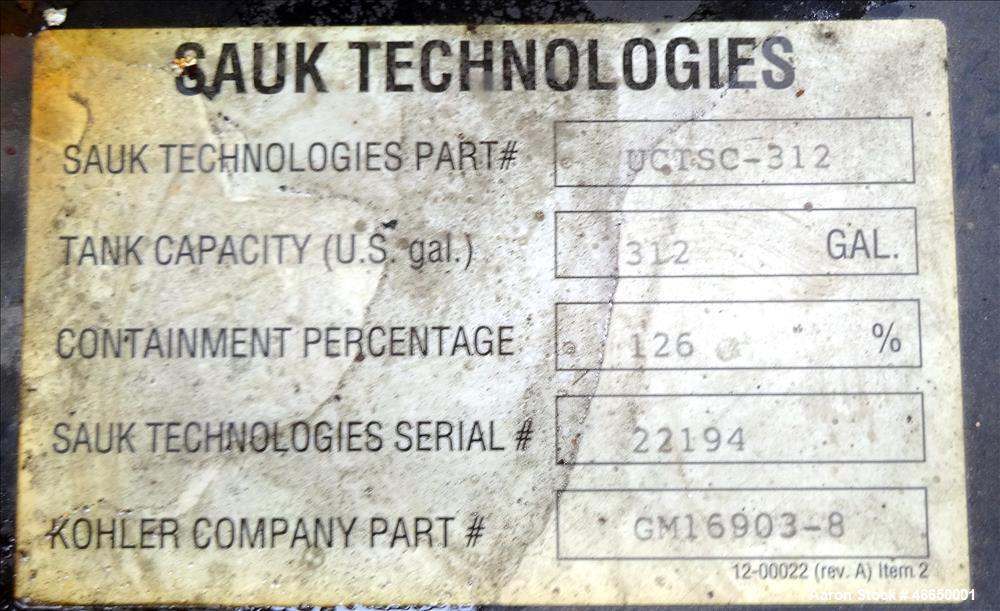 SAUK TECHNOLOGIES
SAUK TECHNOLOGIES PART# UCTSC-312
TANK CAPACITY (U.S. gal.) 312 GAL.
CONTAINMENT PERCENTAGE 126 %
SAUK TECHNOLOGIES SERIAL # 22194
KOHLER COMPANY PART # GM16903-8
12-00022 (rev. A) Item 2
Aaron Stock # 46650001